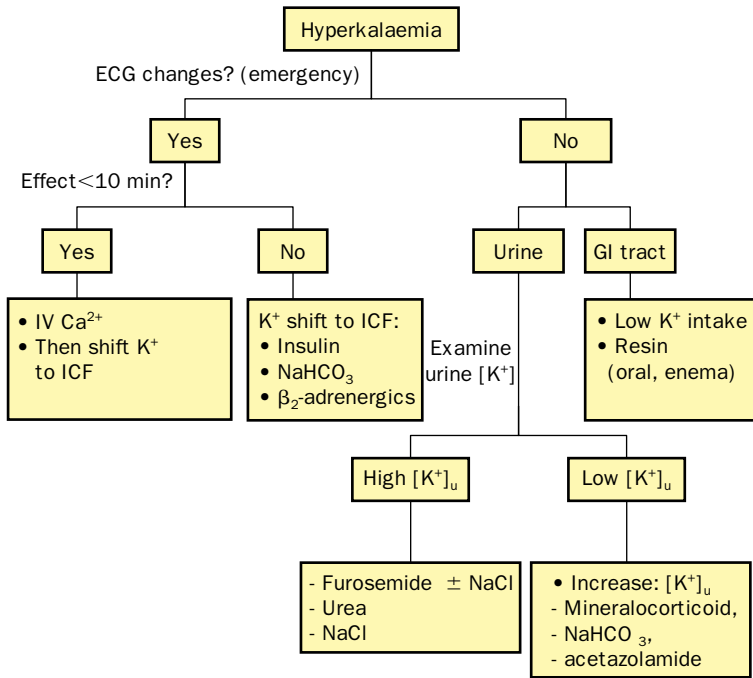 Hyperkalaemia
ECG changes? (emergency)
Yes
No
Effect<10 min?
Yes
No
Urine
GI tract
• IV Ca²⁺
• Then shift K⁺
to ICF
K⁺ shift to ICF:
• Insulin
• NaHCO₃
• β₂-adrenergics
Examine
urine [K⁺]
• Low K⁺ intake
• Resin
(oral, enema)
High [K⁺]ᵤ
Low [K⁺]ᵤ
- Furosemide ± NaCl
- Urea
- NaCl
• Increase: [K⁺]ᵤ
- Mineralocorticoid,
- NaHCO₃,
- acetazolamide